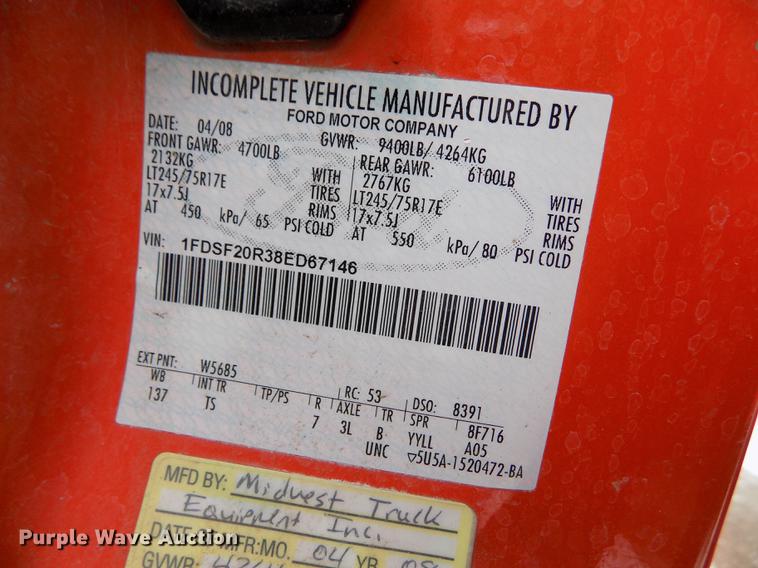 INCOMPLETE VEHICLE MANUFACTURED BY
FORD MOTOR COMPANY
DATE: 04/08 GVWR: 9400LB/ 4264KG
FRONT GAWR: 4700LB REAR GAWR: 6100LB
2132KG WITH 2767KG WITH
LT245/75R17E TIRES LT245/75R17E TIRES
17x7.5J RIMS 17x7.5J RIMS
AT 450 kPa/ 65 PSI COLD AT 550 kPa/ 80 PSI COLD
VIN: 1FDSF20R38ED67146
EXT PNT: W5685 RC: 53 DSO: 8391
WB INT TR TP/PS R AXLE TR SPR 8F716
137 TS 7 3L B YYLL A05
UNC ▽5U5A-1520472-BA
MFD BY: Midwest Truck
Equipment Inc.
MFR: MO. 04 YR
GVWR:
Purple Wave Auction